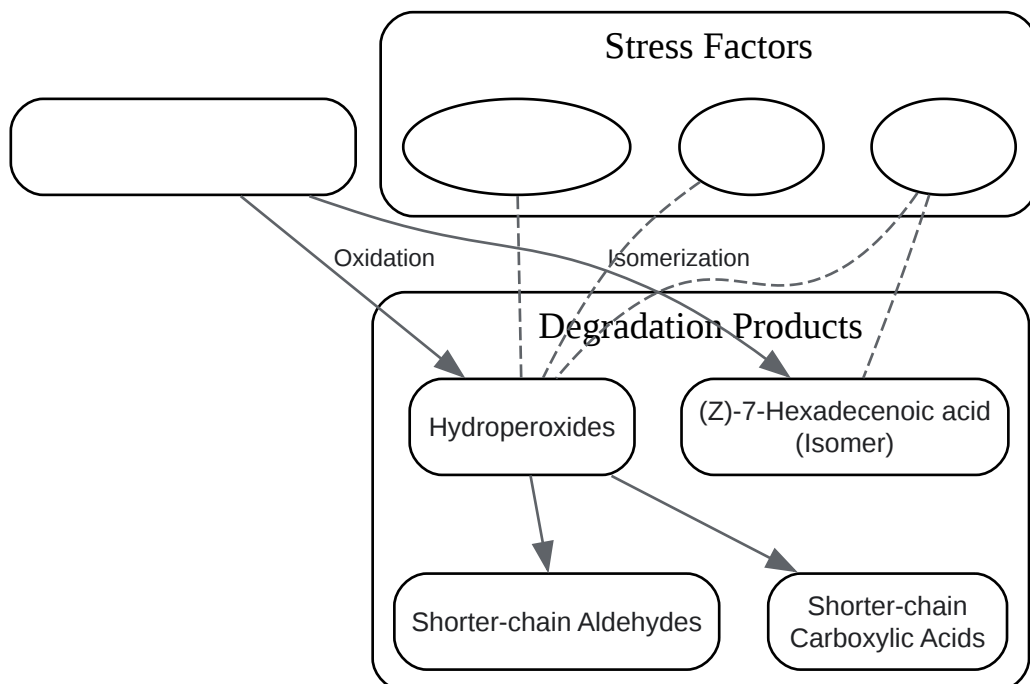 Stress Factors
Oxidation
Isomerization
Degradation Products
Hydroperoxides
(Z)-7-Hexadecenoic acid
(Isomer)
Shorter-chain Aldehydes
Shorter-chain
Carboxylic Acids